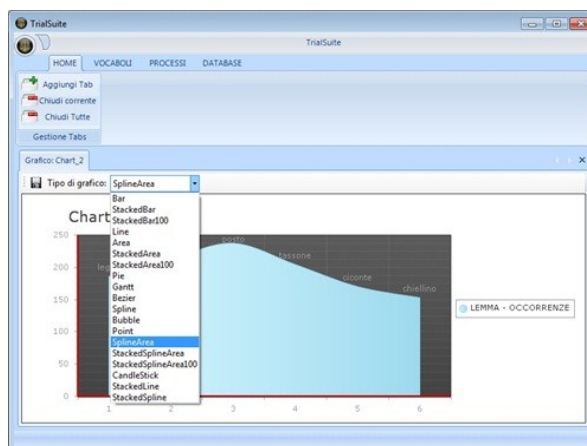 TrialSuite
TrialSuite
HOME VOCABOLI PROCESSI DATABASE
Aggiungi Tab
Chiudi corrente
Chiudi Tutte
Gestione Tabs
Grafico: Chart_2
Tipo di grafico: SplineArea
Bar
StackedBar
StackedBar100
Line
Area
StackedArea
StackedArea100
Pie
Gantt
Bezier
Spline
Bubble
Point
SplineArea
StackedSplineArea
StackedSplineArea100
CandleStick
StackedLine
StackedSpline
Chart
250
200
150
100
50
0
posto
tassone
ciconte
chiellino
1 2 3 4 5 6
LEMMA - OCCORRENZE